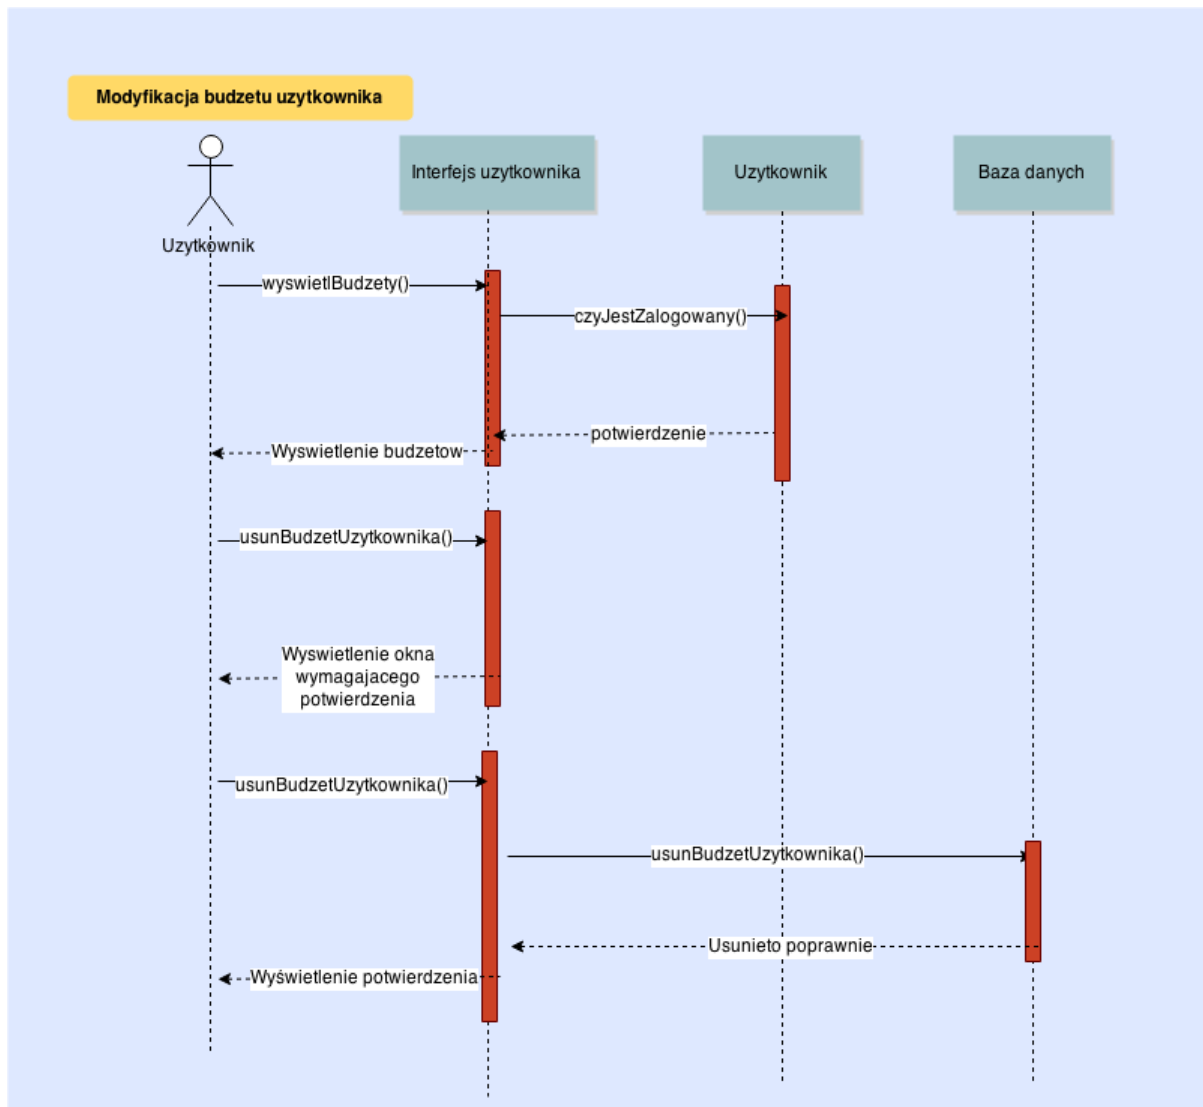 Modyfikacja budzetu uzytkownika
Interfejs uzytkownika
Uzytkownik
Baza danych
Uzytkownik
wyswietlBudzety()
czyJestZalogowany()
potwierdzenie
Wyswietlenie budzetow
usunBudzetUzytkownika()
Wyswietlenie okna
wymagajacego
potwierdzenia
usunBudzetUzytkownika()
usunBudzetUzytkownika()
Usunieto poprawnie
Wyświetlenie potwierdzenia